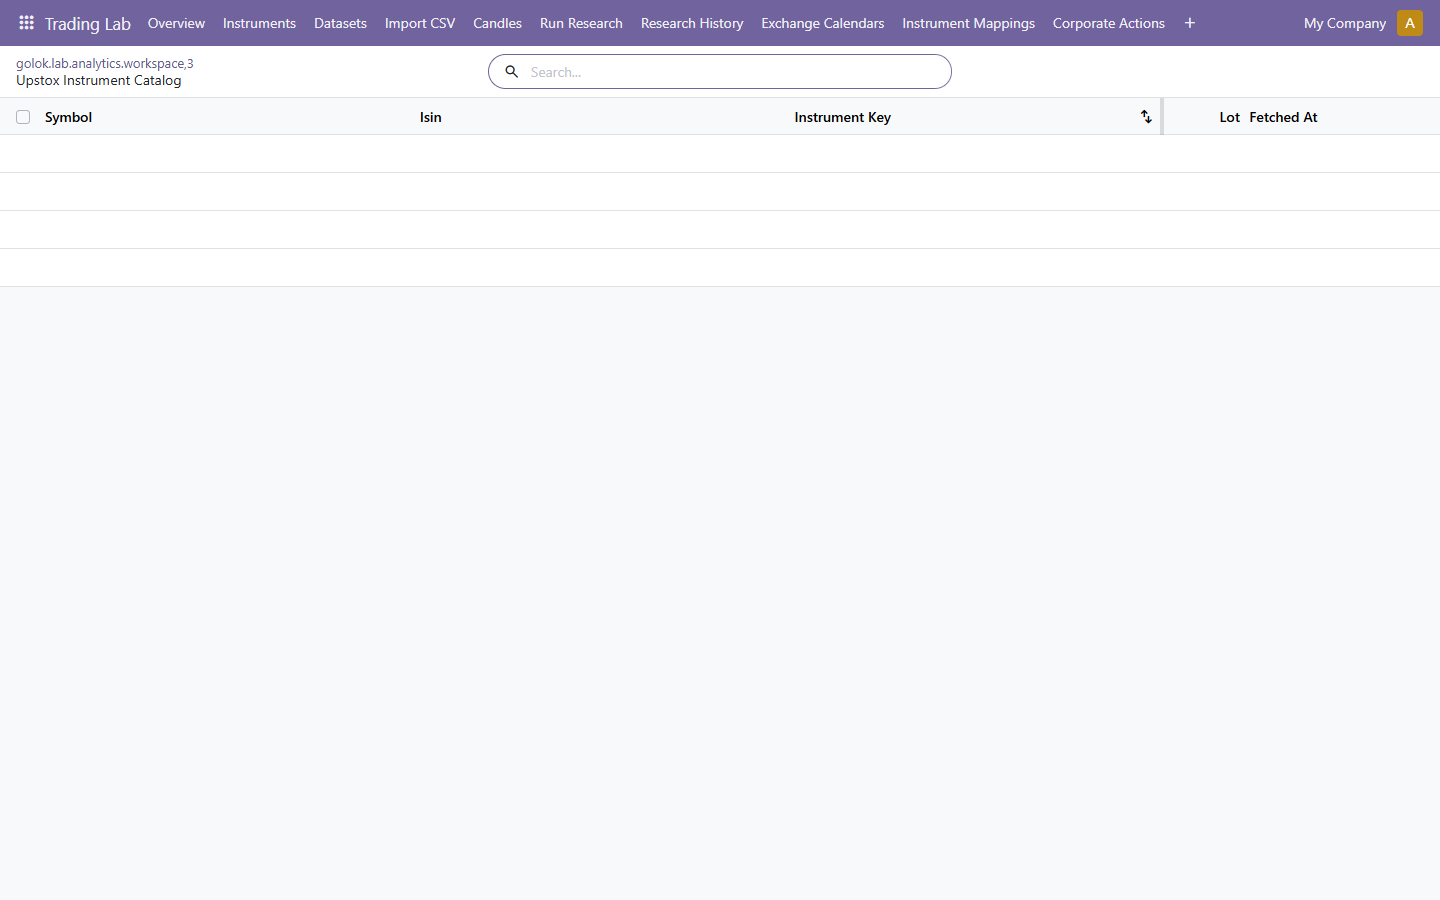 Trading Lab Overview Instruments Datasets Import CSV Candles Run Research Research History Exchange Calendars Instrument Mappings Corporate Actions + My Company A
golok.lab.analytics.workspace,3
Upstox Instrument Catalog
Search...
Symbol Isin Instrument Key Lot Fetched At